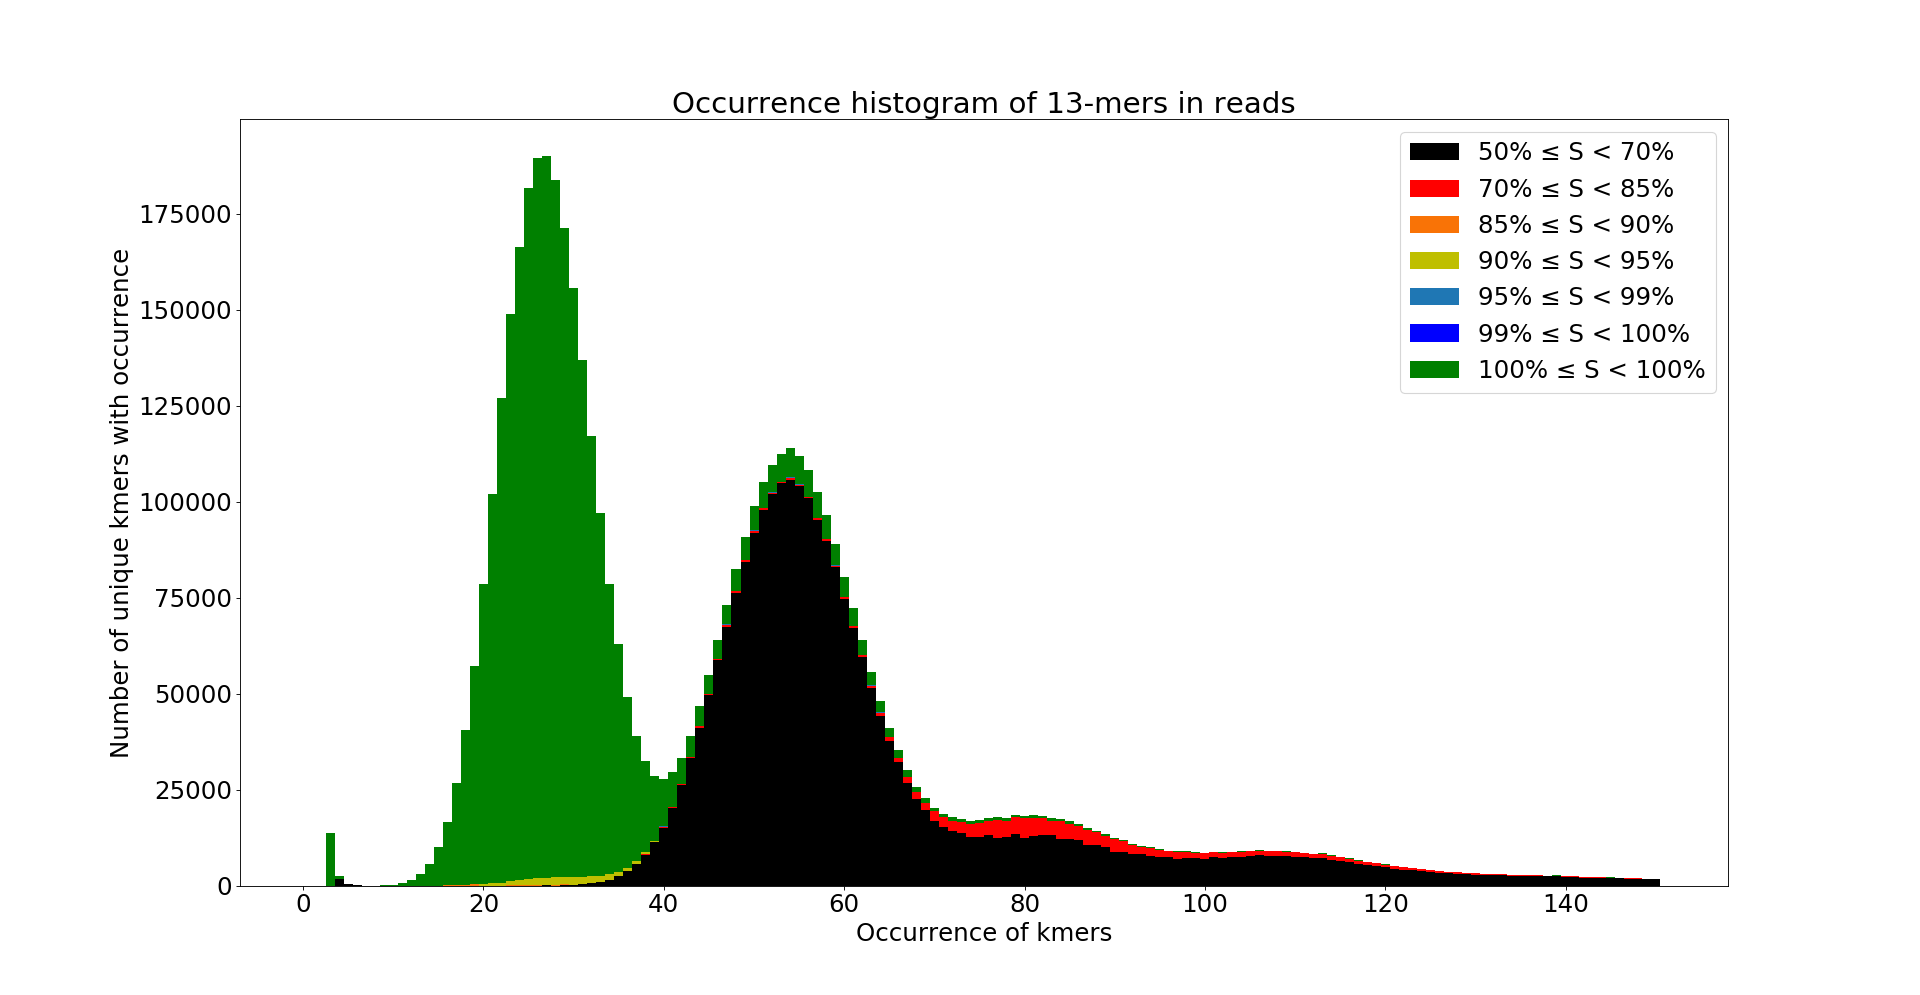 Occurrence histogram of 13-mers in reads
50% ≤ S < 70%
70% ≤ S < 85%
85% ≤ S < 90%
90% ≤ S < 95%
95% ≤ S < 99%
99% ≤ S < 100%
100% ≤ S < 100%
Number of unique kmers with occurrence
175000
150000
125000
100000
75000
50000
25000
0
0 20 40 60 80 100 120 140
Occurrence of kmers